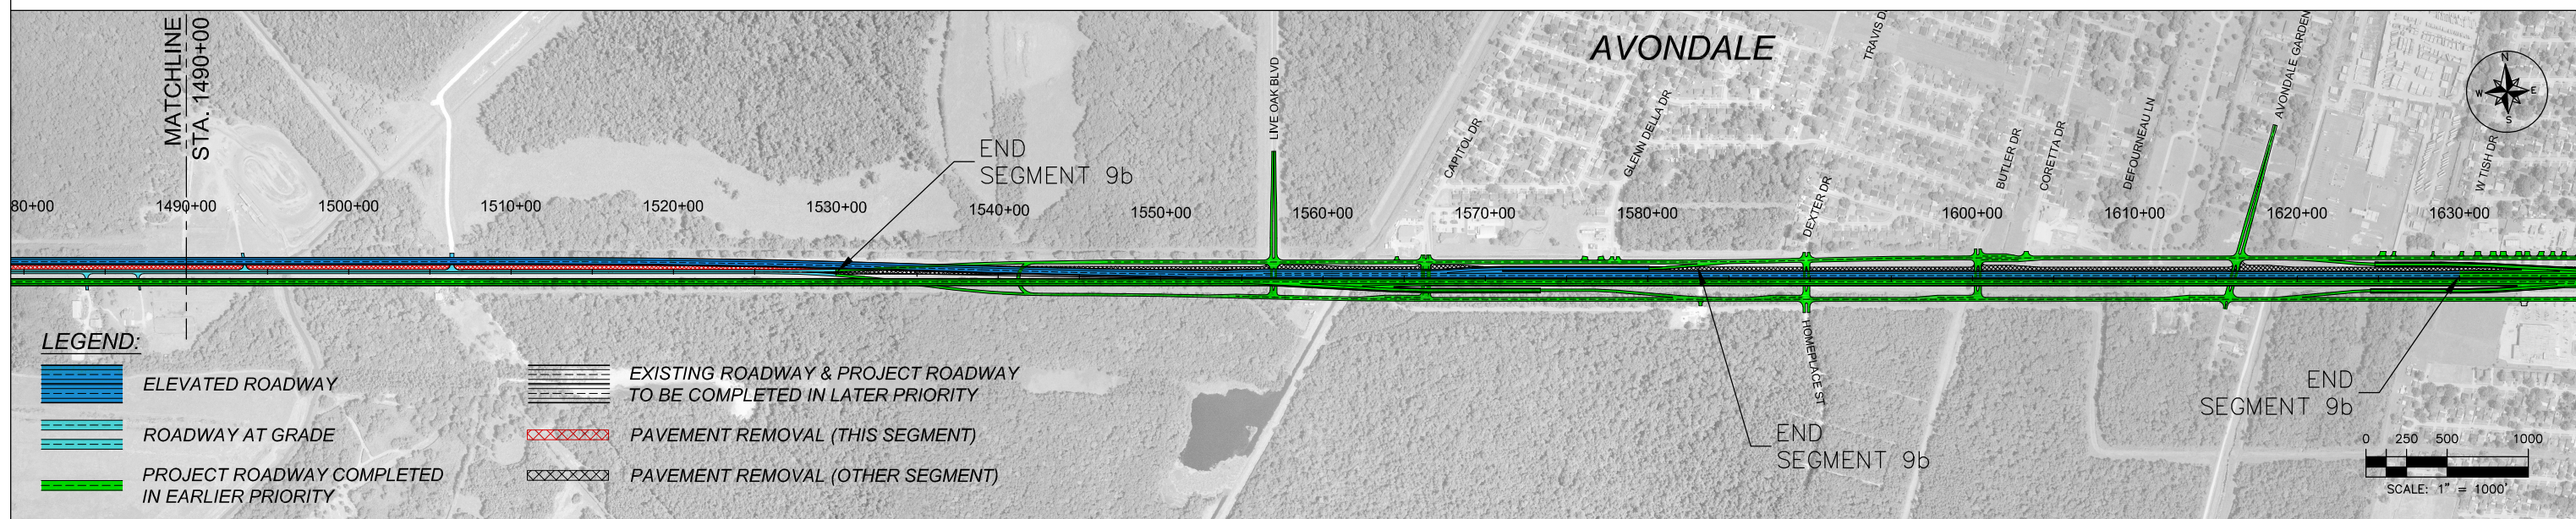 MATCHLINE
STA. 1490+00
AVONDALE
LIVE OAK BLVD
CAPITOL DR
GLENN DELLA DR
TRAVIS D
DEXTER DR
BUTLER DR
CORETTA DR
DEFOURNEAU LN
AVONDALE GARDEN
W TISH DR
N
W E
S
END
SEGMENT 9b
80+00 1490+00 1500+00 1510+00 1520+00 1530+00 1540+00 1550+00 1560+00 1570+00 1580+00 1600+00 1610+00 1620+00 1630+00
HOMEPLACE ST
END
SEGMENT 9b
END
SEGMENT 9b
LEGEND:
ELEVATED ROADWAY
ROADWAY AT GRADE
PROJECT ROADWAY COMPLETED
IN EARLIER PRIORITY
EXISTING ROADWAY & PROJECT ROADWAY
TO BE COMPLETED IN LATER PRIORITY
PAVEMENT REMOVAL (THIS SEGMENT)
PAVEMENT REMOVAL (OTHER SEGMENT)
0 250 500 1000
SCALE: 1" = 1000'